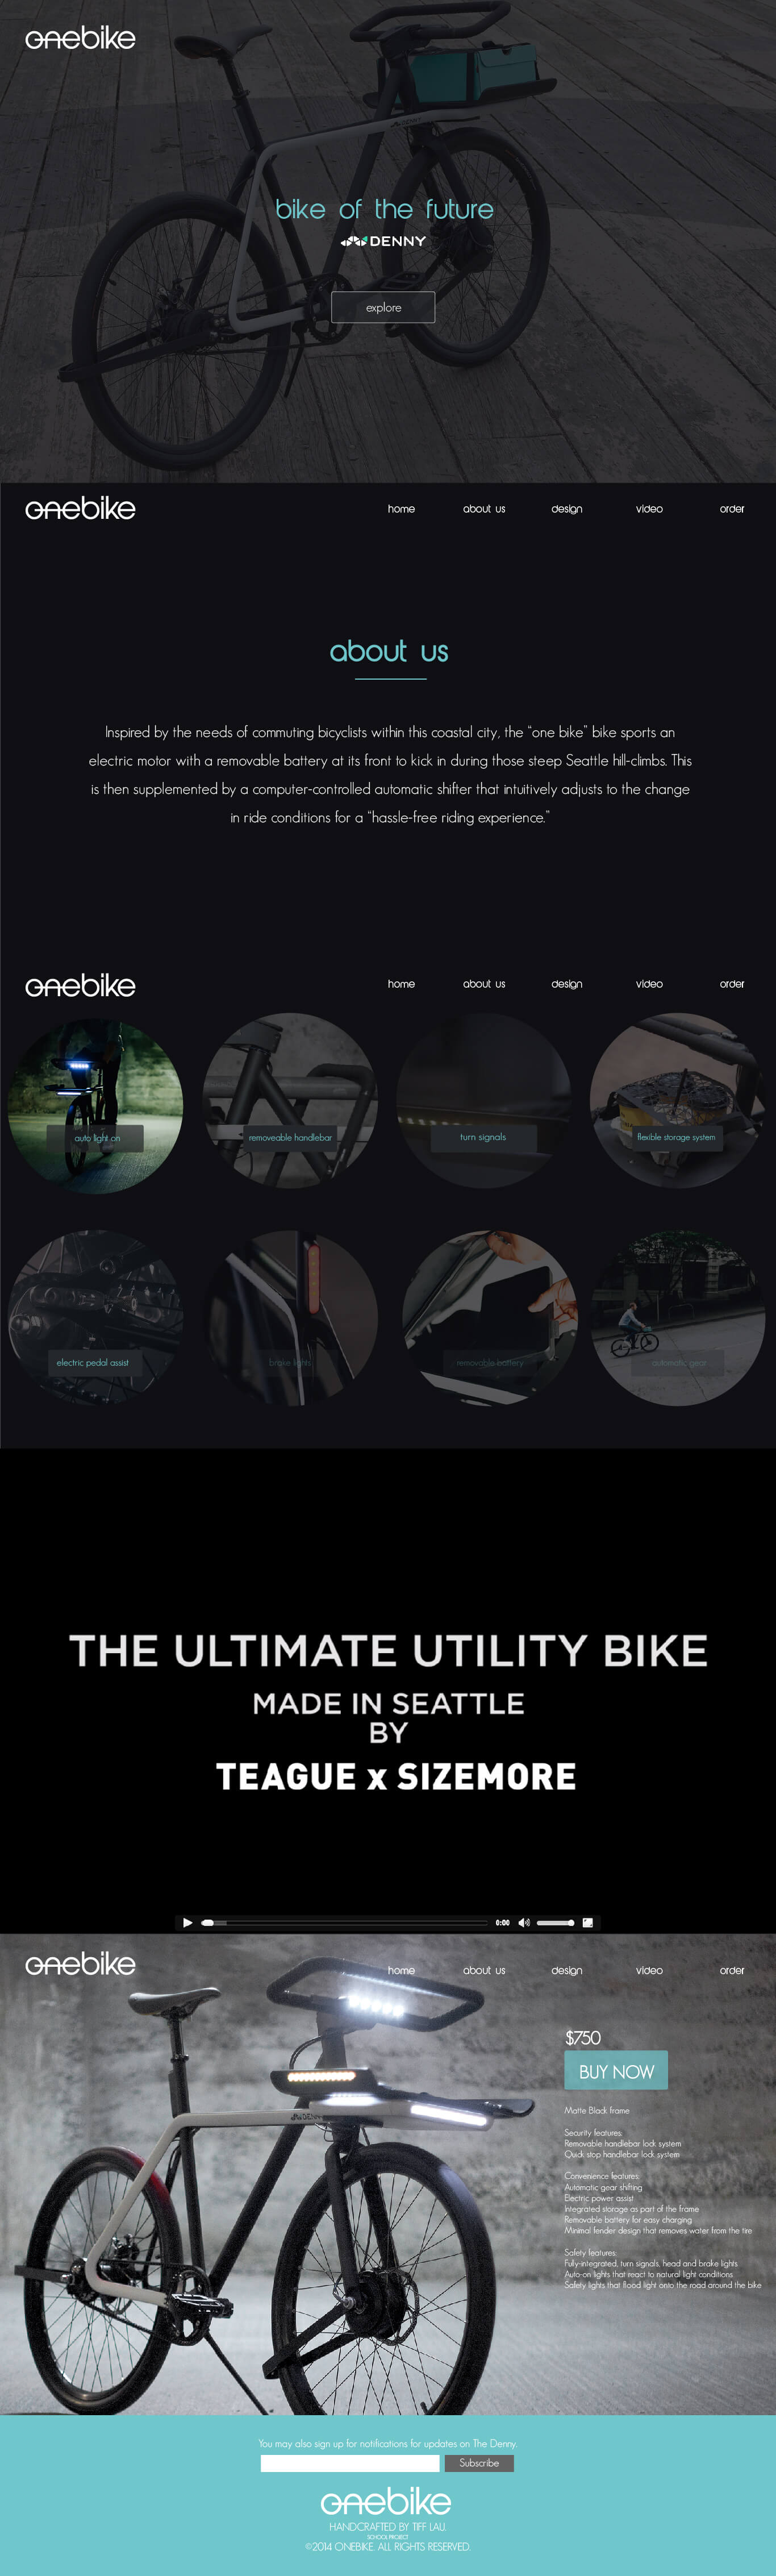 onebike
DENNY
bike of the future
DENNY
explore
onebike
home about us design video order
about us
Inspired by the needs of commuting bicyclists within this coastal city, the “one bike” bike sports an
electric motor with a removable battery at its front to kick in during those steep Seattle hill-climbs. This
is then supplemented by a computer-controlled automatic shifter that intuitively adjusts to the change
in ride conditions for a “hassle-free riding experience.”
onebike
home about us design video order
auto light on
removeable handlebar
turn signals
flexible storage system
electric pedal assist
brake lights
removable battery
automatic gear
THE ULTIMATE UTILITY BIKE
MADE IN SEATTLE
BY
TEAGUE x SIZEMORE
0:00
onebike
home about us design video order
DENNY
$750
BUY NOW
Matte Black frame
Security features:
Removable handlebar lock system
Quick stop handlebar lock system
Convenience features:
Automatic gear shifting
Electric power assist
Integrated storage as part of the frame
Removable battery for easy charging
Minimal fender design that removes water from the tire
Safety features:
Fully-integrated, turn signals, head and brake lights
Auto-on lights that react to natural light conditions
Safety lights that flood light onto the road around the bike
You may also sign up for notifications for updates on The Denny.
Subscribe
onebike
HANDCRAFTED BY TIFF LAU.
SCHOOL PROJECT
©2014 ONEBIKE. ALL RIGHTS RESERVED.